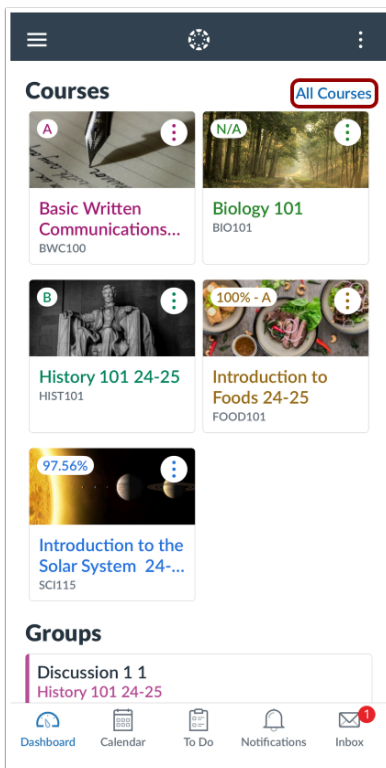 Courses
All Courses
A
N/A
Basic Written
Communications...
BWC100
Biology 101
BIO101
B
100% - A
History 101 24-25
HIST101
Introduction to
Foods 24-25
FOOD101
97.56%
Introduction to the
Solar System 24-...
SCI115
Groups
Discussion 1 1
History 101 24-25
1
Dashboard
Calendar
To Do
Notifications
Inbox